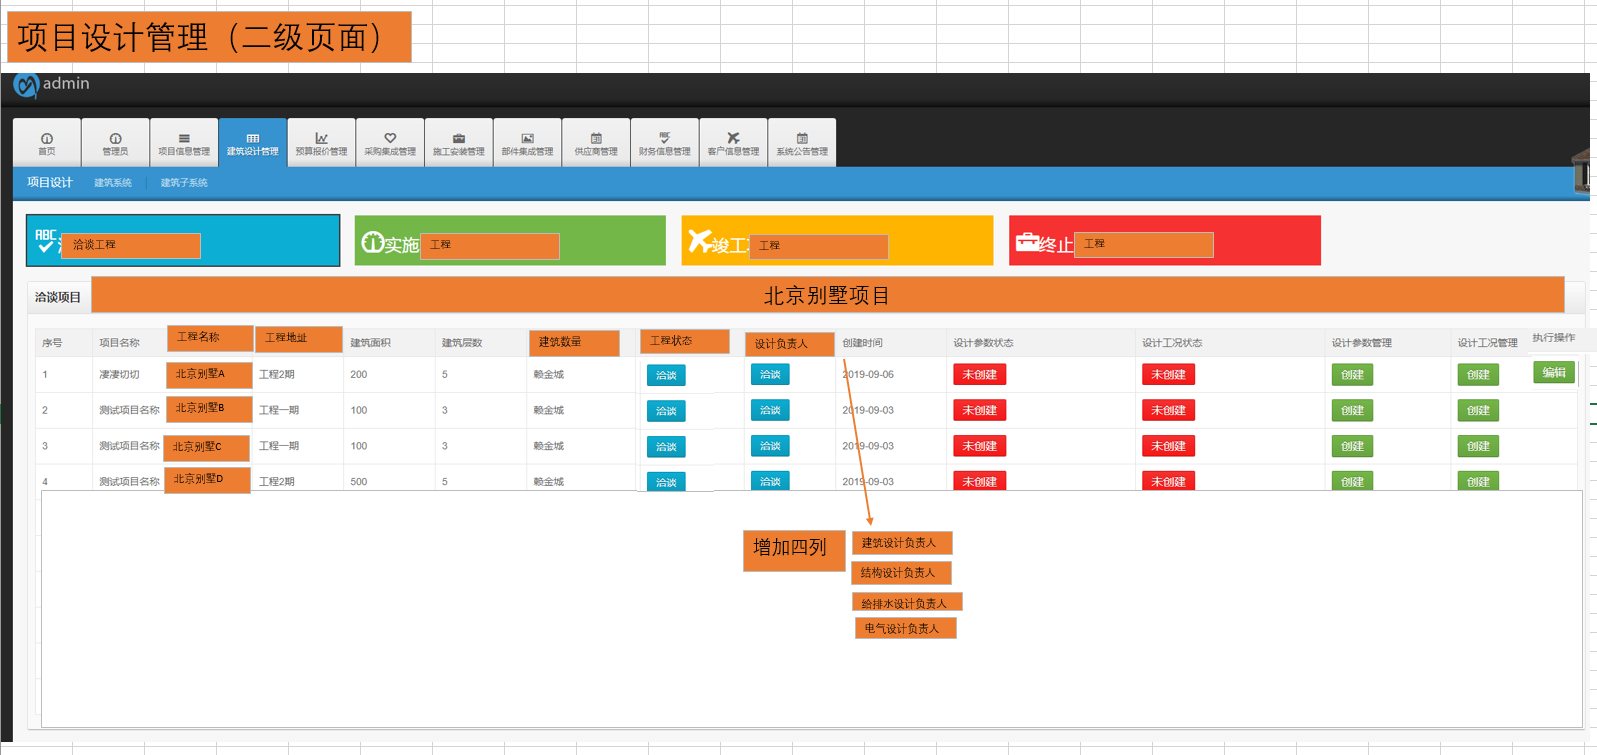 项目设计管理（二级页面）
admin
首页 管理员 项目信息管理 建筑设计管理 预算报价管理 采购集成管理 施工安装管理 部件集成管理 供应商管理 财务信息管理 客户信息管理 系统公告管理
项目设计 建筑系统 建筑子系统
ABC 洽谈工程 实施 工程 竣工 工程 终止 工程
洽谈项目 北京别墅项目
序号 项目名称 工程名称 工程地址 建筑面积 建筑层数 建筑数量 工程状态 设计负责人 创建时间 设计参数状态 设计工况状态 设计参数管理 设计工况管理 执行操作
1 凄凄切切 北京别墅A 工程2期 200 5 赖金城 洽谈 洽谈 2019-09-06 未创建 未创建 创建 创建 编辑
2 测试项目名称 北京别墅B 工程一期 100 3 赖金城 洽谈 洽谈 2019-09-03 未创建 未创建 创建 创建
3 测试项目名称 北京别墅C 工程一期 100 3 赖金城 洽谈 洽谈 2019-09-03 未创建 未创建 创建 创建
4 测试项目名称 北京别墅D 工程2期 500 5 赖金城 洽谈 洽谈 2019-09-03 未创建 未创建 创建 创建
增加四列
建筑设计负责人
结构设计负责人
给排水设计负责人
电气设计负责人